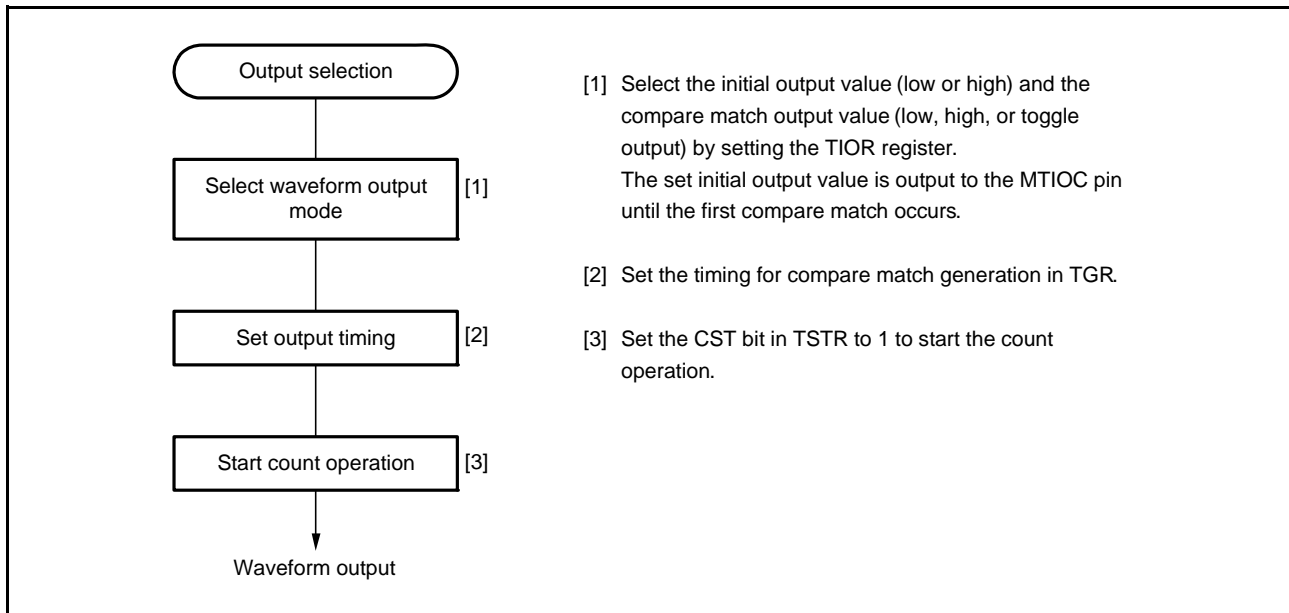 Output selection
Select waveform output
mode
[1]
Set output timing
[2]
Start count operation
[3]
Waveform output
[1] Select the initial output value (low or high) and the
compare match output value (low, high, or toggle
output) by setting the TIOR register.
The set initial output value is output to the MTIOC pin
until the first compare match occurs.
[2] Set the timing for compare match generation in TGR.
[3] Set the CST bit in TSTR to 1 to start the count
operation.